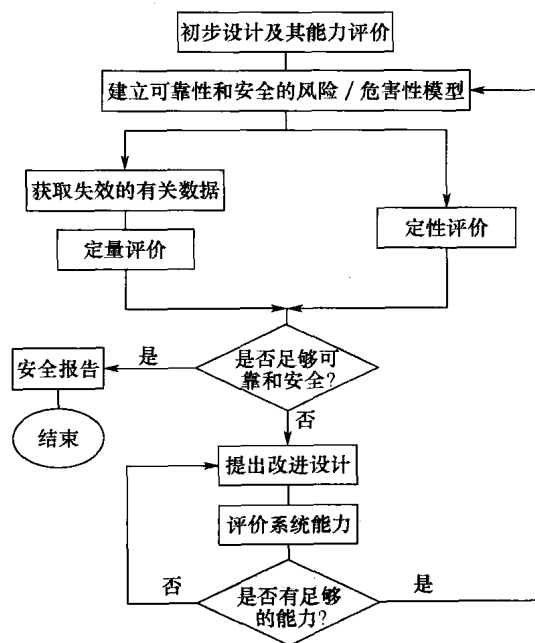 初步设计及其能力评价
建立可靠性和安全的风险/危害性模型
获取失效的有关数据
定量评价
定性评价
是否足够可
靠和安全?
是
安全报告
结束
否
提出改进设计
评价系统能力
是否有足够
的能力?
否
是